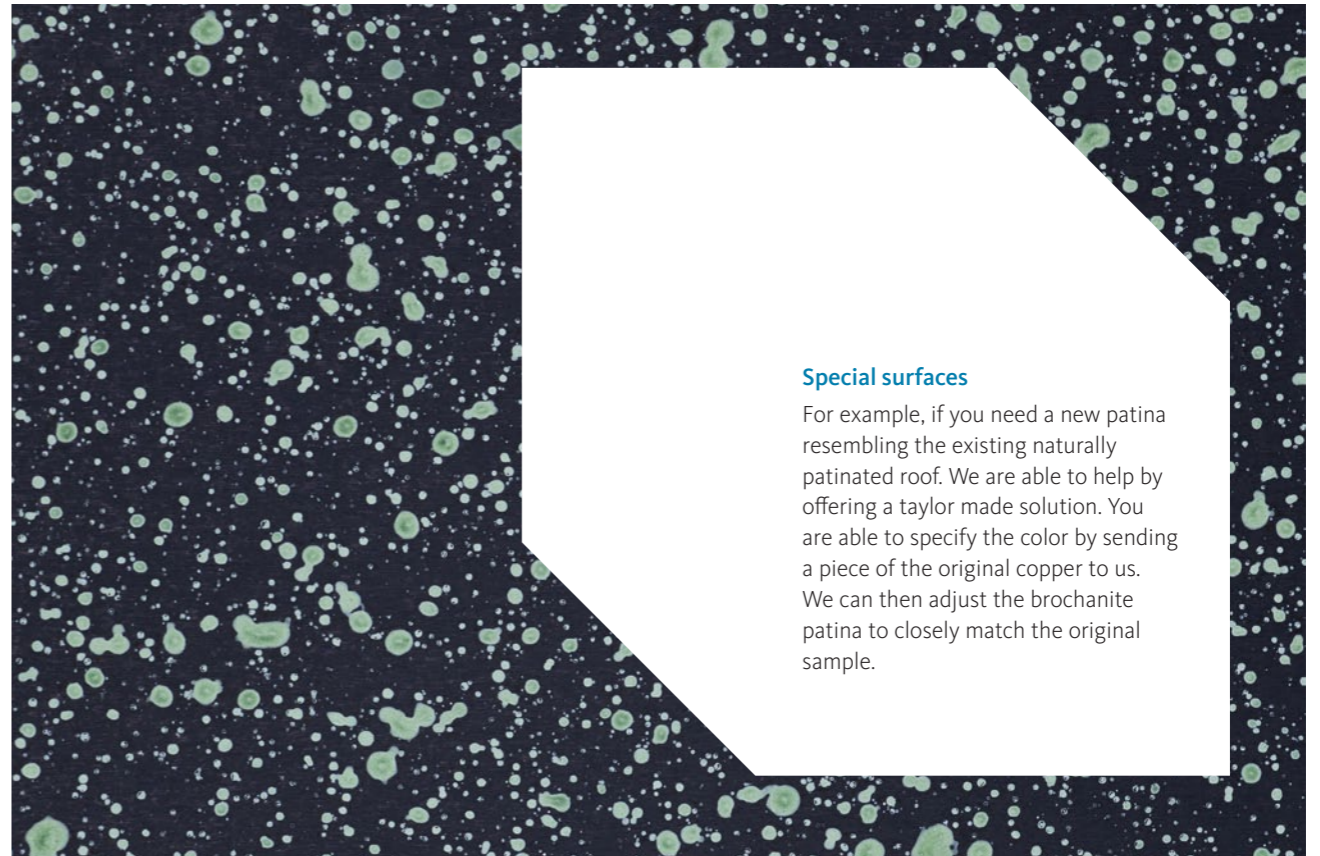 Special surfaces
For example, if you need a new patina
resembling the existing naturally
patinated roof. We are able to help by
offering a taylor made solution. You
are able to specify the color by sending
a piece of the original copper to us.
We can then adjust the brochanite
patina to closely match the original
sample.